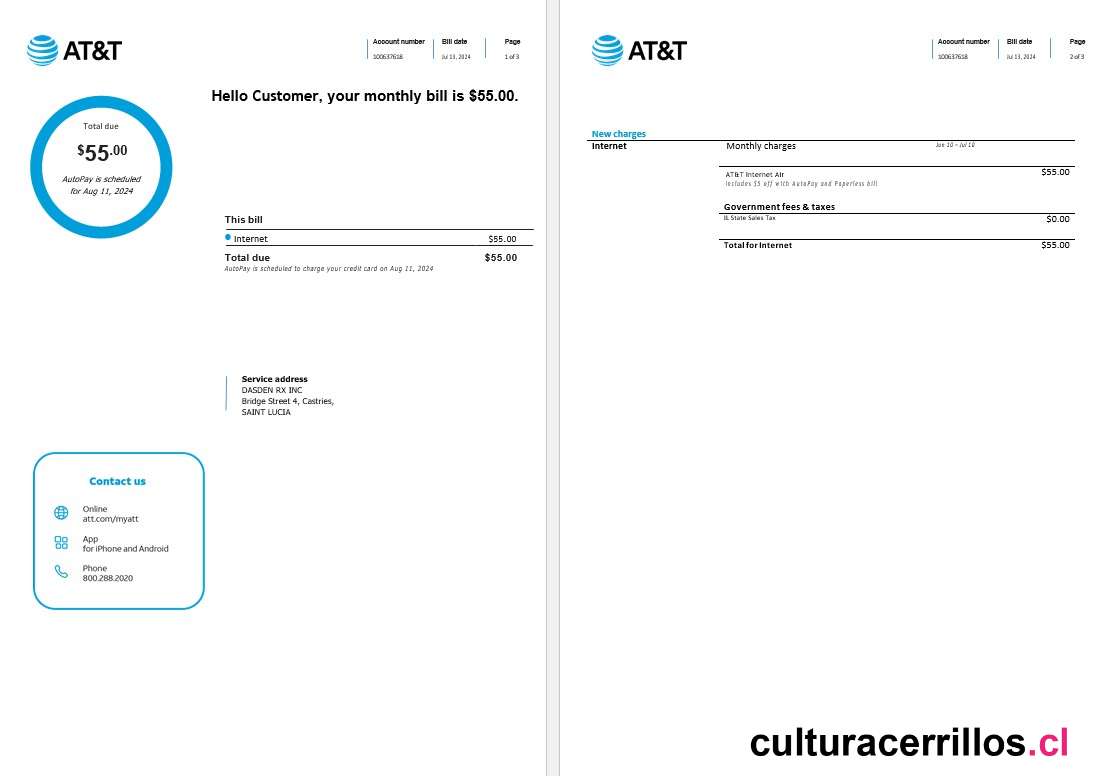 AT&T
Account number Bill date Page
100637618 Jul 13, 2024 1 of 3
Hello Customer, your monthly bill is $55.00.
Total due
$55.00
AutoPay is scheduled
for Aug 11, 2024
This bill
Internet $55.00
Total due $55.00
AutoPay is scheduled to charge your credit card on Aug 11, 2024
Service address
DASDEN RX INC
Bridge Street 4, Castries,
SAINT LUCIA
Contact us
Online
att.com/myatt
App
for iPhone and Android
Phone
800.288.2020
AT&T
Account number Bill date Page
100637618 Jul 13, 2024 2 of 3
New charges
Internet Monthly charges Jun 10 - Jul 10
AT&T Internet Air $55.00
Includes $5 off with AutoPay and Paperless bill
Government fees & taxes
IL State Sales Tax $0.00
Total for Internet $55.00
culturacerrillos.cl